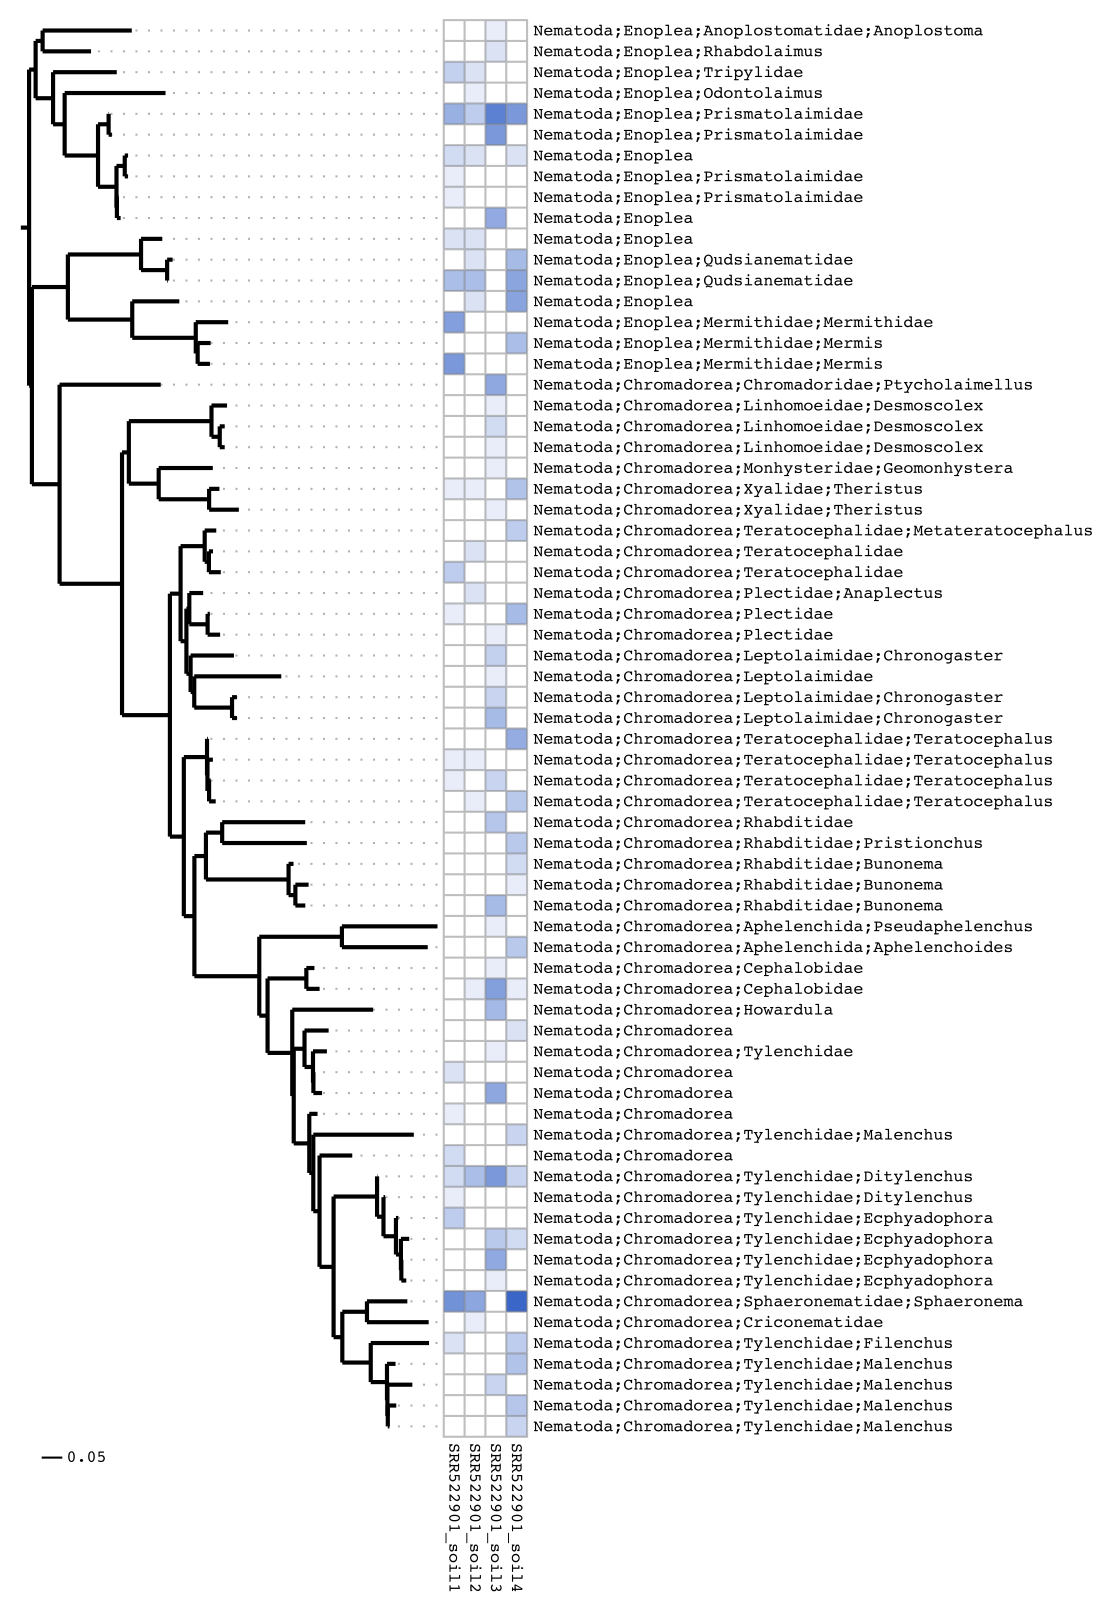 Nematoda;Enoplea;Anoplostomatidae;Anoplostoma
Nematoda;Enoplea;Rhabdolaimus
Nematoda;Enoplea;Tripylidae
Nematoda;Enoplea;Odontolaimus
Nematoda;Enoplea;Prismatolaimidae
Nematoda;Enoplea;Prismatolaimidae
Nematoda;Enoplea
Nematoda;Enoplea;Prismatolaimidae
Nematoda;Enoplea;Prismatolaimidae
Nematoda;Enoplea
Nematoda;Enoplea
Nematoda;Enoplea;Qudsianematidae
Nematoda;Enoplea;Qudsianematidae
Nematoda;Enoplea
Nematoda;Enoplea;Mermithidae;Mermithidae
Nematoda;Enoplea;Mermithidae;Mermis
Nematoda;Enoplea;Mermithidae;Mermis
Nematoda;Chromadorea;Chromadoridae;Ptycholaimellus
Nematoda;Chromadorea;Linhomoeidae;Desmoscolex
Nematoda;Chromadorea;Linhomoeidae;Desmoscolex
Nematoda;Chromadorea;Linhomoeidae;Desmoscolex
Nematoda;Chromadorea;Monhysteridae;Geomonhystera
Nematoda;Chromadorea;Xyalidae;Theristus
Nematoda;Chromadorea;Xyalidae;Theristus
Nematoda;Chromadorea;Teratocephalidae;Metateratocephalus
Nematoda;Chromadorea;Teratocephalidae
Nematoda;Chromadorea;Teratocephalidae
Nematoda;Chromadorea;Plectidae;Anaplectus
Nematoda;Chromadorea;Plectidae
Nematoda;Chromadorea;Plectidae
Nematoda;Chromadorea;Leptolaimidae;Chronogaster
Nematoda;Chromadorea;Leptolaimidae
Nematoda;Chromadorea;Leptolaimidae;Chronogaster
Nematoda;Chromadorea;Leptolaimidae;Chronogaster
Nematoda;Chromadorea;Teratocephalidae;Teratocephalus
Nematoda;Chromadorea;Teratocephalidae;Teratocephalus
Nematoda;Chromadorea;Teratocephalidae;Teratocephalus
Nematoda;Chromadorea;Teratocephalidae;Teratocephalus
Nematoda;Chromadorea;Rhabditidae
Nematoda;Chromadorea;Rhabditidae;Pristionchus
Nematoda;Chromadorea;Rhabditidae;Bunonema
Nematoda;Chromadorea;Rhabditidae;Bunonema
Nematoda;Chromadorea;Rhabditidae;Bunonema
Nematoda;Chromadorea;Aphelenchida;Pseudaphelenchus
Nematoda;Chromadorea;Aphelenchida;Aphelenchoides
Nematoda;Chromadorea;Cephalobidae
Nematoda;Chromadorea;Cephalobidae
Nematoda;Chromadorea;Howardula
Nematoda;Chromadorea
Nematoda;Chromadorea;Tylenchidae
Nematoda;Chromadorea
Nematoda;Chromadorea
Nematoda;Chromadorea
Nematoda;Chromadorea;Tylenchidae;Malenchus
Nematoda;Chromadorea
Nematoda;Chromadorea;Tylenchidae;Ditylenchus
Nematoda;Chromadorea;Tylenchidae;Ditylenchus
Nematoda;Chromadorea;Tylenchidae;Ecphyadophora
Nematoda;Chromadorea;Tylenchidae;Ecphyadophora
Nematoda;Chromadorea;Tylenchidae;Ecphyadophora
Nematoda;Chromadorea;Tylenchidae;Ecphyadophora
Nematoda;Chromadorea;Sphaeronematidae;Sphaeronema
Nematoda;Chromadorea;Criconematidae
Nematoda;Chromadorea;Tylenchidae;Filenchus
Nematoda;Chromadorea;Tylenchidae;Malenchus
Nematoda;Chromadorea;Tylenchidae;Malenchus
Nematoda;Chromadorea;Tylenchidae;Malenchus
Nematoda;Chromadorea;Tylenchidae;Malenchus
0.05
SRR522901_soil1
SRR522901_soil2
SRR522901_soil3
SRR522901_soil4